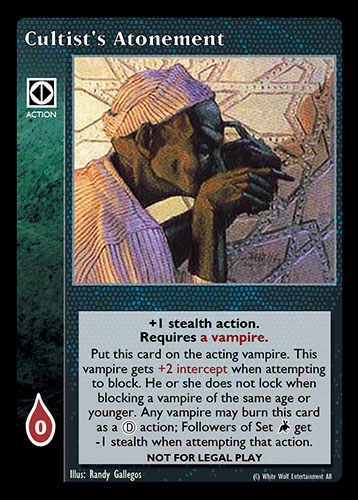 Cultist's Atonement
ACTION
+1 stealth action.
Requires a vampire.
Put this card on the acting vampire. This
vampire gets +2 intercept when attempting
to block. He or she does not lock when
blocking a vampire of the same age or
younger. Any vampire may burn this card
as a Ⓓ action; Followers of Set get
-1 stealth when attempting that action.
NOT FOR LEGAL PLAY
0
Illus: Randy Gallegos
(C) White Wolf Entertainment AB